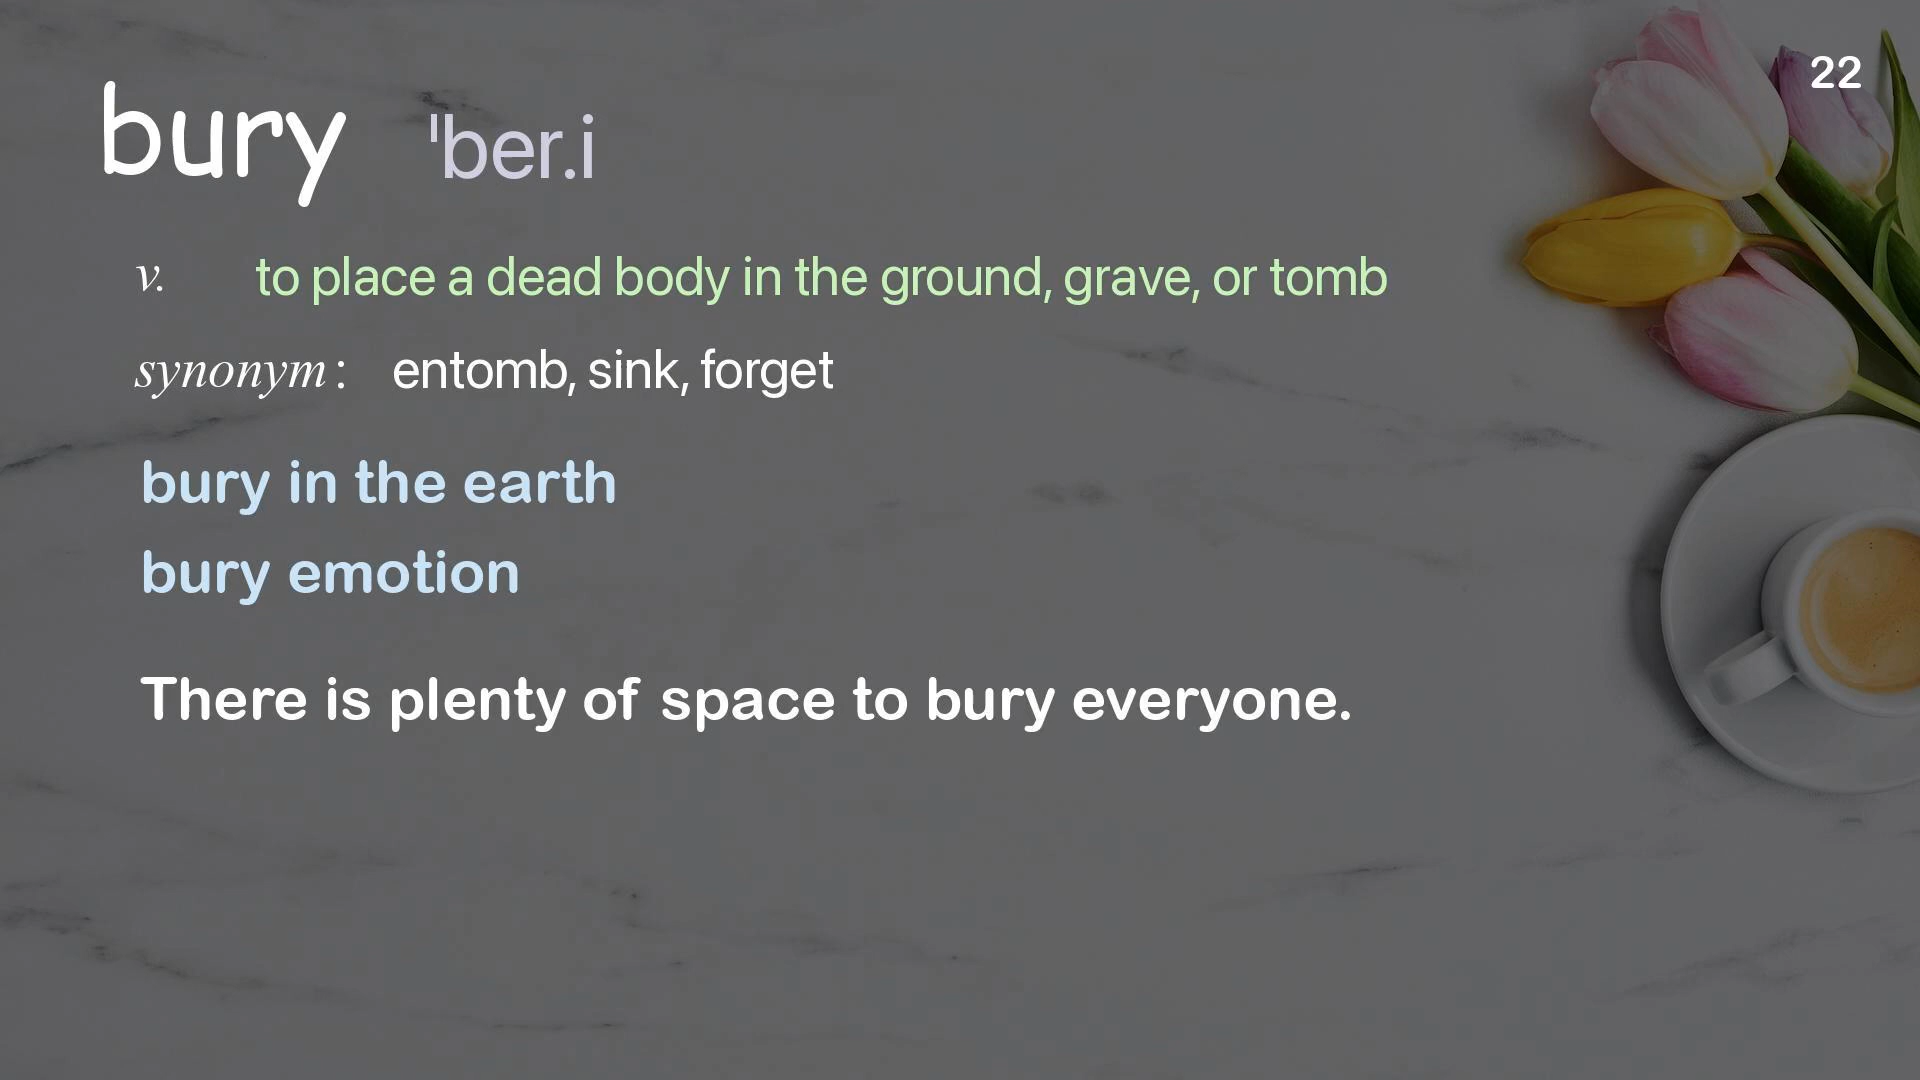 22
bury ˈber.i
v. to place a dead body in the ground, grave, or tomb
synonym: entomb, sink, forget
bury in the earth
bury emotion
There is plenty of space to bury everyone.